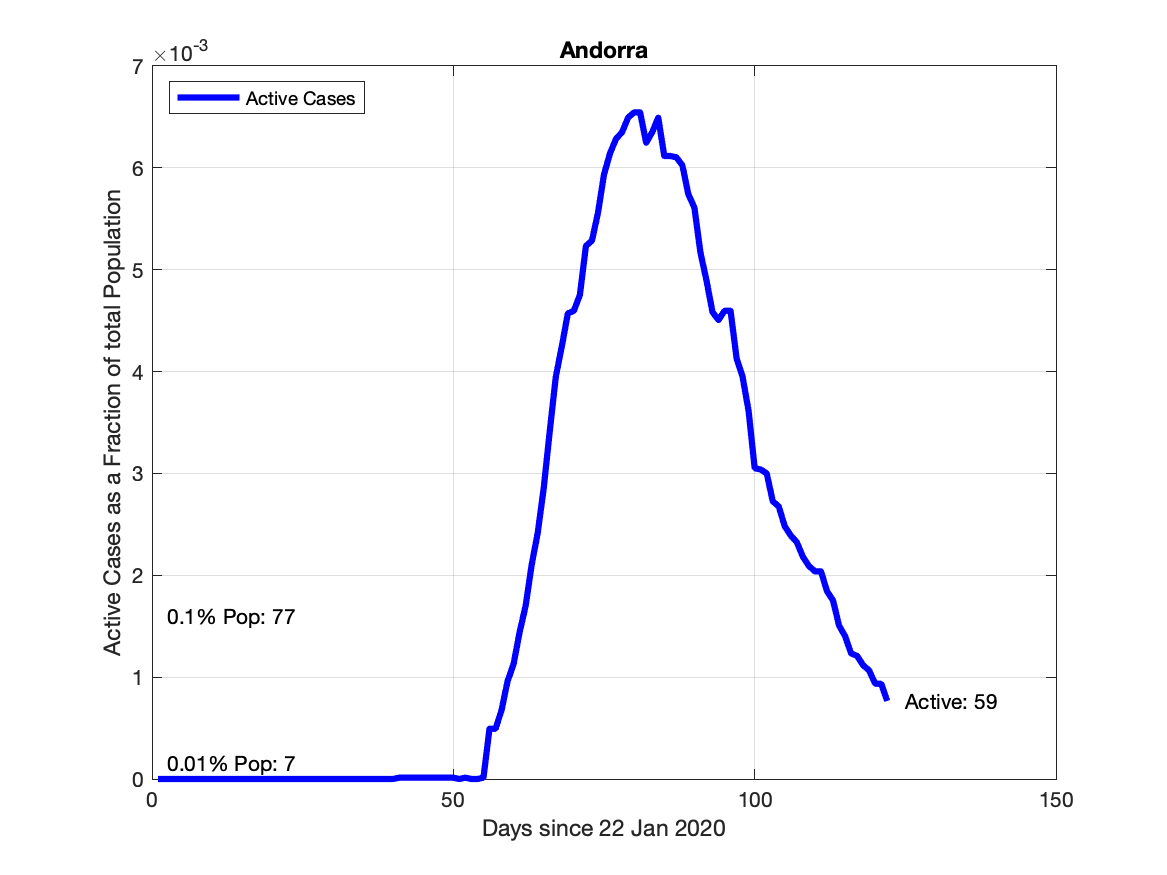 Andorra
×10-3
7
Active Cases
6
5
4
3
2
1
0
Active Cases as a Fraction of total Population
0.1% Pop: 77
0.01% Pop: 7
Active: 59
0 50 100 150
Days since 22 Jan 2020